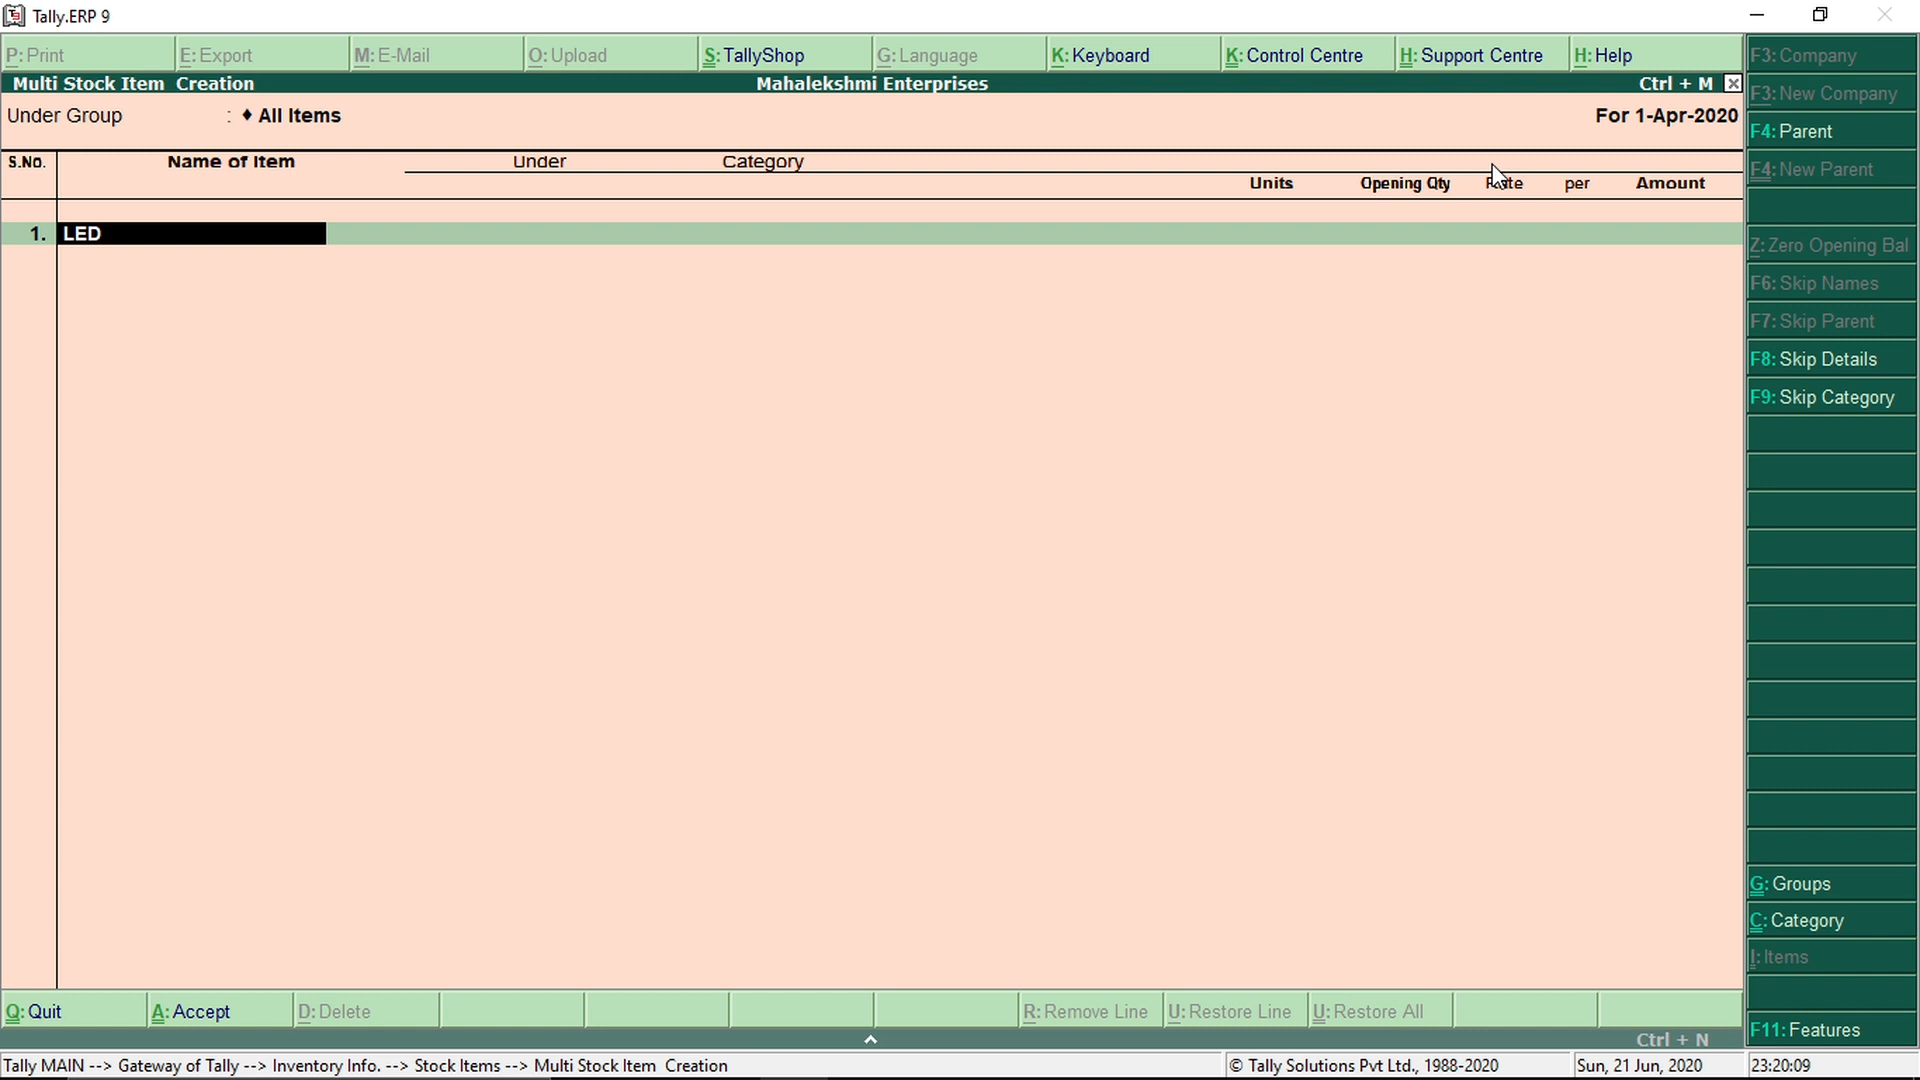 Tally.ERP 9
P: Print E: Export M: E-Mail O: Upload S: TallyShop G: Language K: Keyboard K: Control Centre H: Support Centre H: Help
Multi Stock Item Creation Mahalekshmi Enterprises Ctrl + M
Under Group : ♦ All Items For 1-Apr-2020
S.No. Name of Item Under Category
Units Opening Qty Rate per Amount
1. LED
F3: Company
F3: New Company
F4: Parent
F4: New Parent
Z: Zero Opening Bal
F6: Skip Names
F7: Skip Parent
F8: Skip Details
F9: Skip Category
G: Groups
C: Category
I: Items
F11: Features
Q: Quit A: Accept D: Delete R: Remove Line U: Restore Line U: Restore All
Ctrl + N
Tally MAIN --> Gateway of Tally --> Inventory Info. --> Stock Items --> Multi Stock Item Creation © Tally Solutions Pvt Ltd., 1988-2020 Sun, 21 Jun, 2020 23:20:09